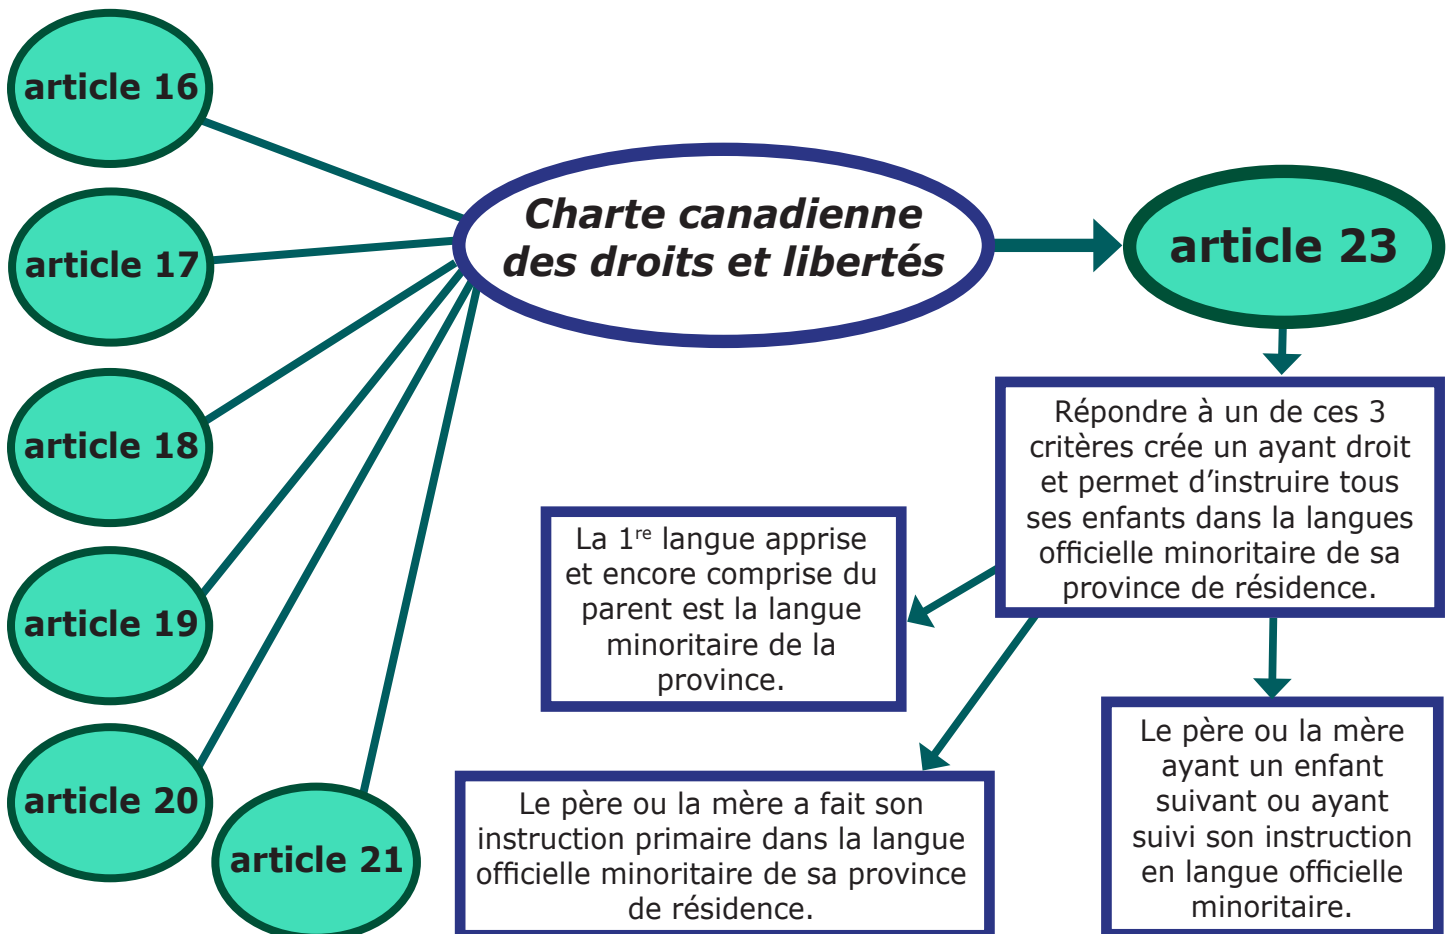 article 16
article 17
article 18
article 19
article 20
article 21
Charte canadienne
des droits et libertés
article 23
Répondre à un de ces 3
critères crée un ayant droit
et permet d’instruire tous
ses enfants dans la langues
officielle minoritaire de sa
province de résidence.
La 1re langue apprise
et encore comprise du
parent est la langue
minoritaire de la
province.
Le père ou la mère a fait son
instruction primaire dans la langue
officielle minoritaire de sa province
de résidence.
Le père ou la mère
ayant un enfant
suivant ou ayant
suivi son instruction
en langue officielle
minoritaire.